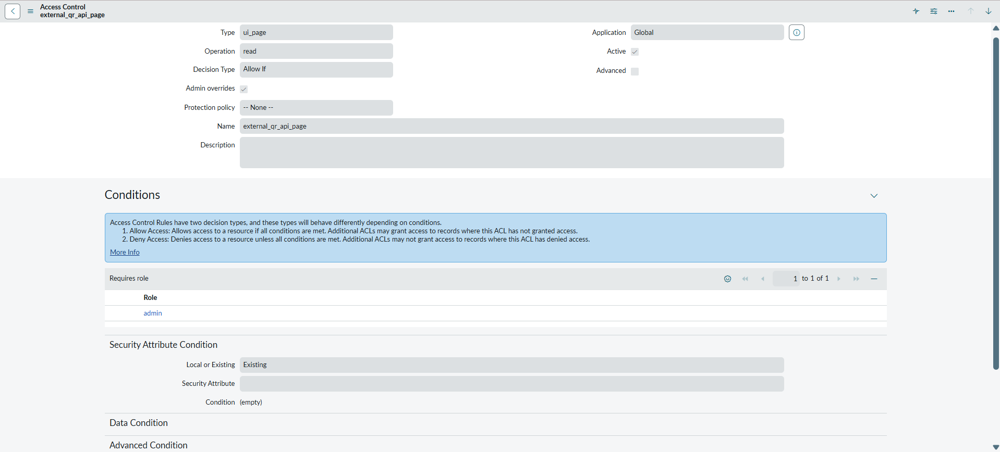 Access Control
external_qr_api_page
Type ui_page
Application Global
Operation read
Active
Decision Type Allow If
Advanced
Admin overrides
Protection policy -- None --
Name external_qr_api_page
Description
Conditions
Access Control Rules have two decision types, and these types will behave differently depending on conditions.
1. Allow Access: Allows access to a resource if all conditions are met. Additional ACLs may grant access to records where this ACL has not granted access.
2. Deny Access: Denies access to a resource unless all conditions are met. Additional ACLs may not grant access to records where this ACL has denied access.
More Info
Requires role 1 to 1 of 1
Role
admin
Security Attribute Condition
Local or Existing Existing
Security Attribute
Condition (empty)
Data Condition
Advanced Condition